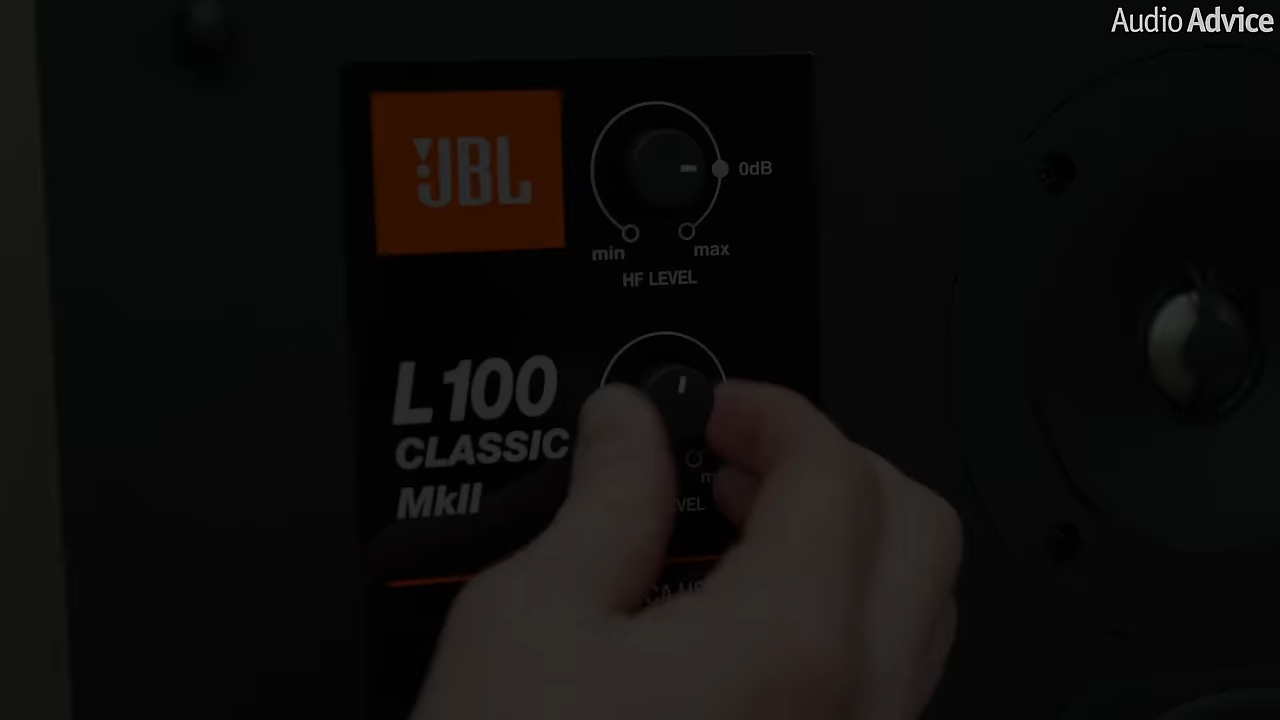 Audio Advice
JBL
0dB
min
max
HF LEVEL
L100
CLASSIC
MkII